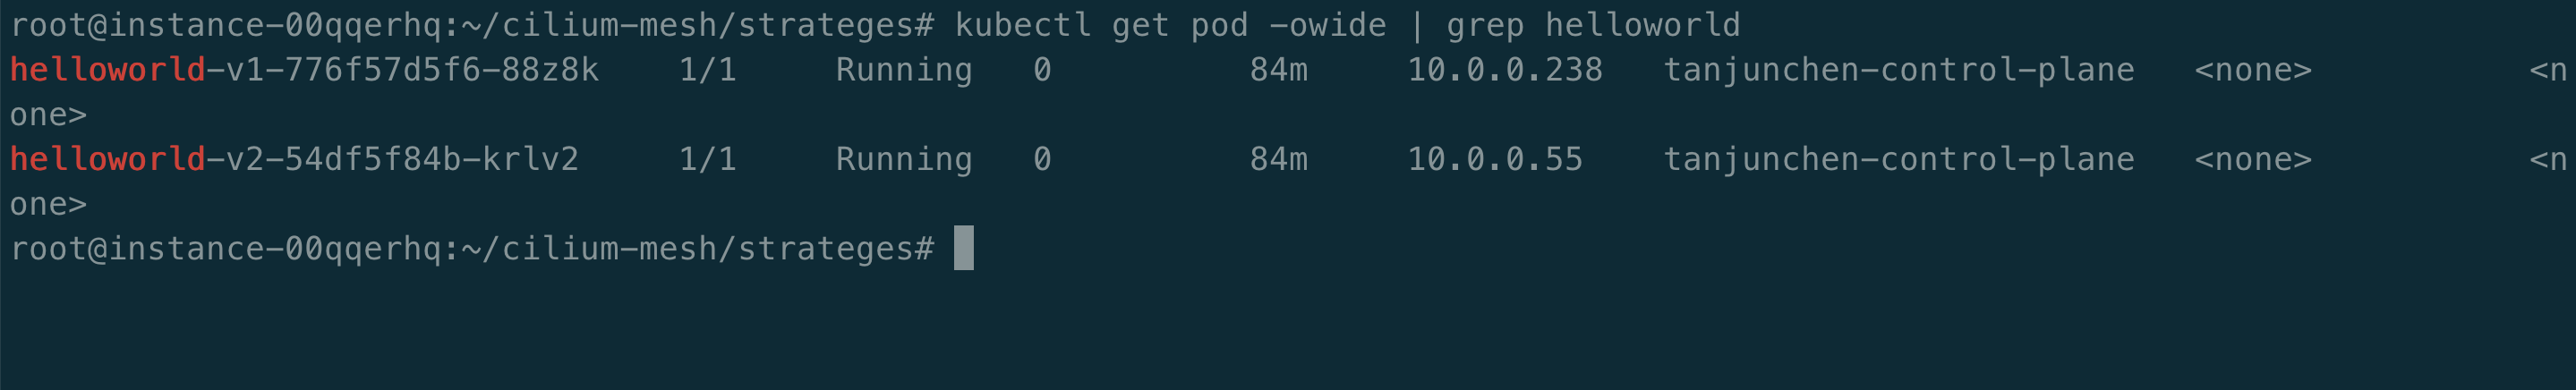 root@instance-00qqerhq:~/cilium-mesh/strateges# kubectl get pod -owide | grep helloworld
helloworld-v1-776f57d5f6-88z8k    1/1     Running   0          84m     10.0.0.238   tanjunchen-control-plane   <none>           <n
one>
helloworld-v2-54df5f84b-krlv2     1/1     Running   0          84m     10.0.0.55    tanjunchen-control-plane   <none>           <n
one>
root@instance-00qqerhq:~/cilium-mesh/strateges#